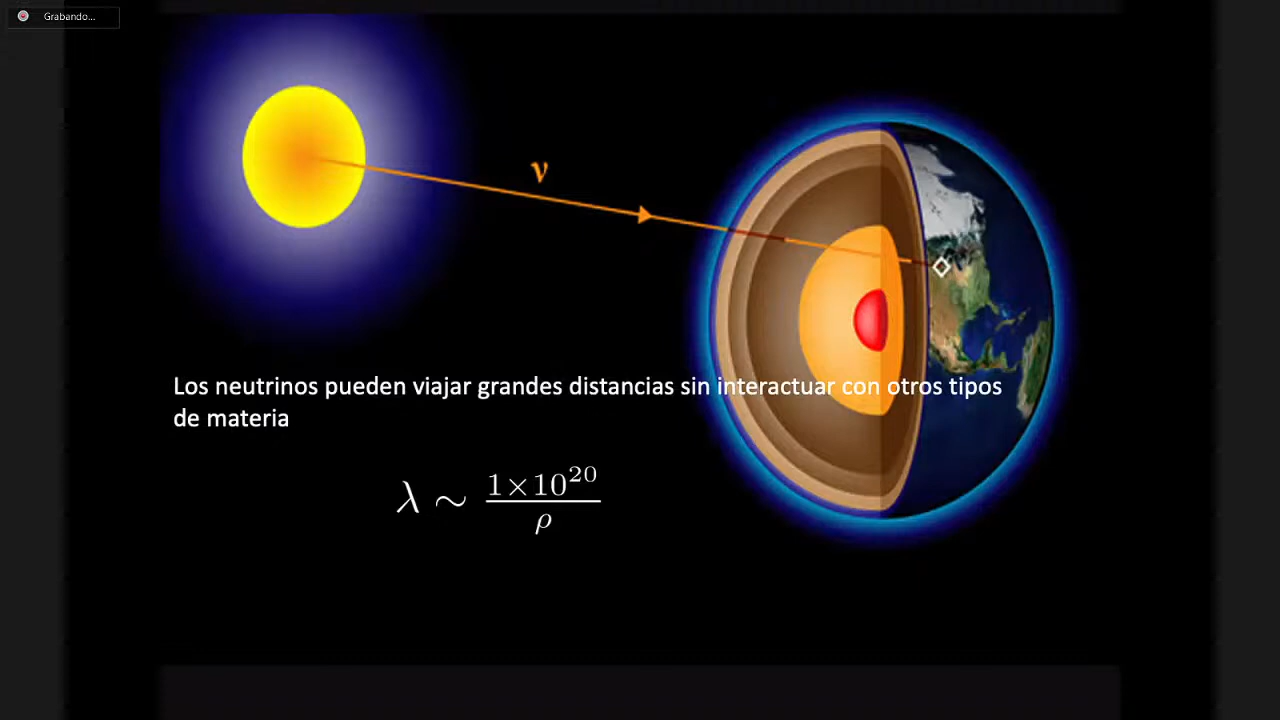 Grabando...
ν
Los neutrinos pueden viajar grandes distancias sin interactuar con otros tipos
de materia
λ ∼ 1×10²⁰
ρ